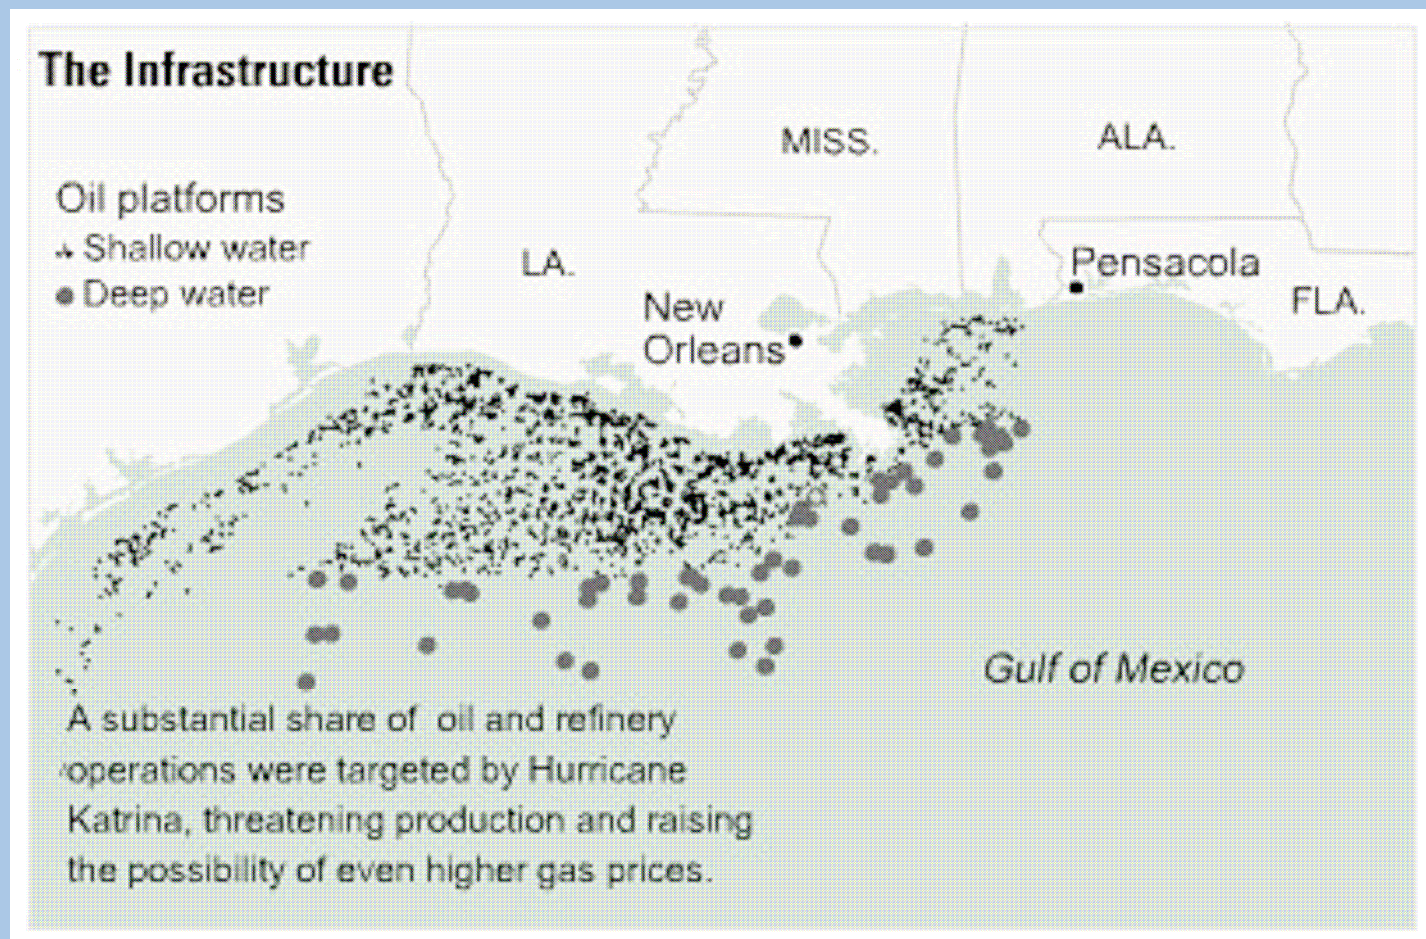 The Infrastructure
Oil platforms
Shallow water
Deep water
MISS.
ALA.
LA.
New
Orleans
Pensacola
FLA.
Gulf of Mexico
A substantial share of oil and refinery
operations were targeted by Hurricane
Katrina, threatening production and raising
the possibility of even higher gas prices.